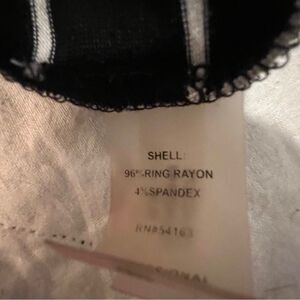 SHELL:
96%RING RAYON
4%SPANDEX
RN#54163